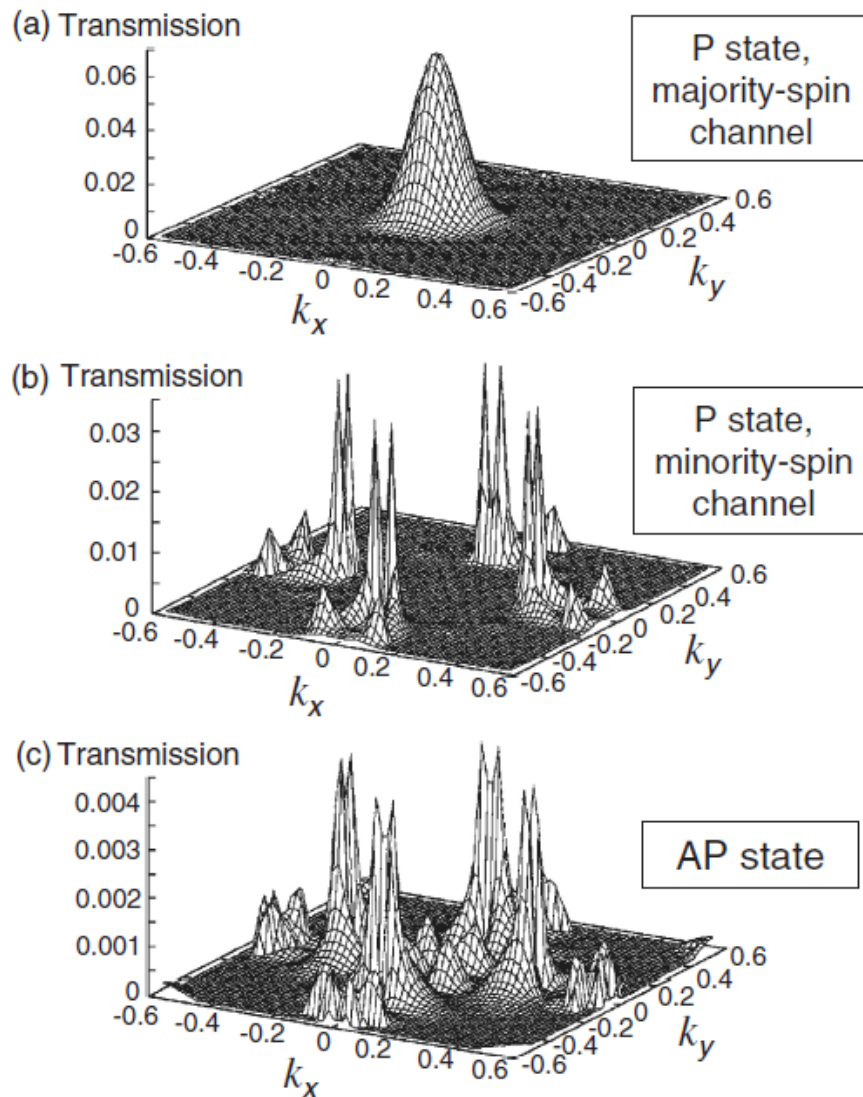 (a) Transmission
P state,
majority-spin
channel
0.06
0.04
0.02
0
-0.6 -0.4 -0.2 0 0.2 0.4 0.6
kx
-0.6 -0.4 -0.2 0 0.2 0.4 0.6
ky
(b) Transmission
P state,
minority-spin
channel
0.03
0.02
0.01
0
-0.6 -0.4 -0.2 0 0.2 0.4 0.6
kx
-0.6 -0.4 -0.2 0 0.2 0.4 0.6
ky
(c) Transmission
AP state
0.004
0.003
0.002
0.001
0
-0.6 -0.4 -0.2 0 0.2 0.4 0.6
kx
-0.6 -0.4 -0.2 0 0.2 0.4 0.6
ky